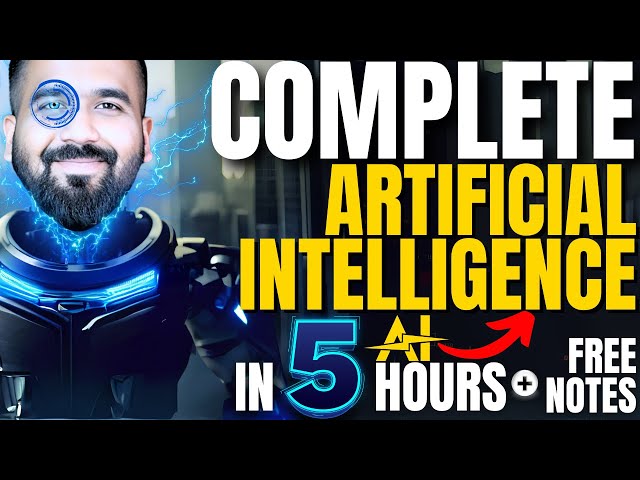 COMPLETE
ARTIFICIAL
INTELLIGENCE
AI
IN 5 HOURS + FREE
NOTES